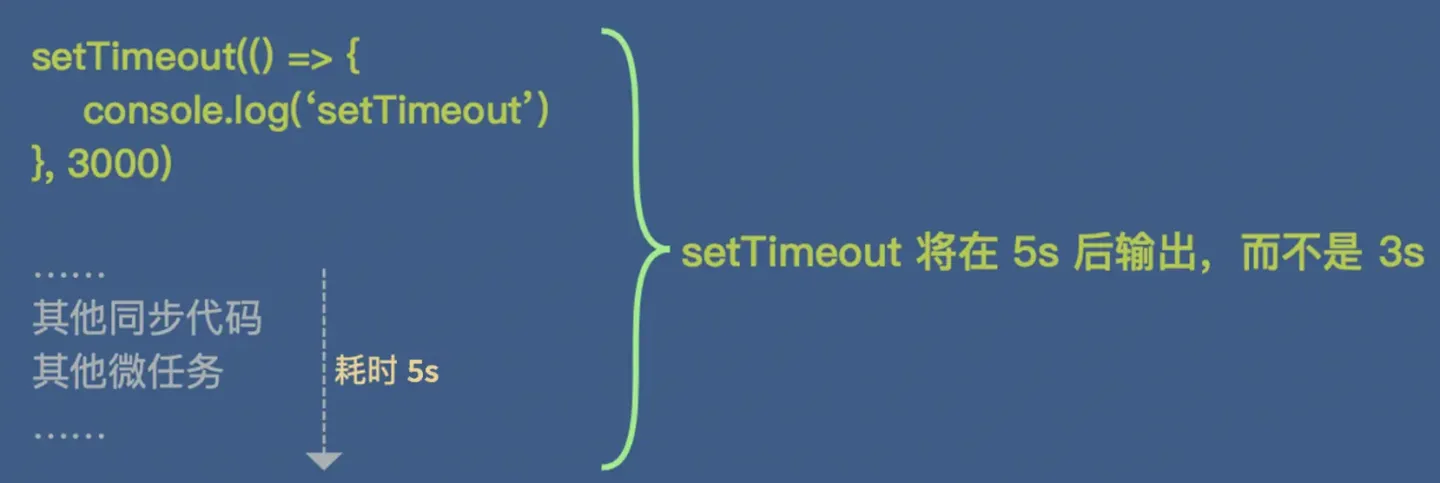 setTimeout(() => {
console.log(‘setTimeout’)
}, 3000)
setTimeout 将在 5s 后输出，而不是 3s
……
其他同步代码
其他微任务
耗时 5s
……